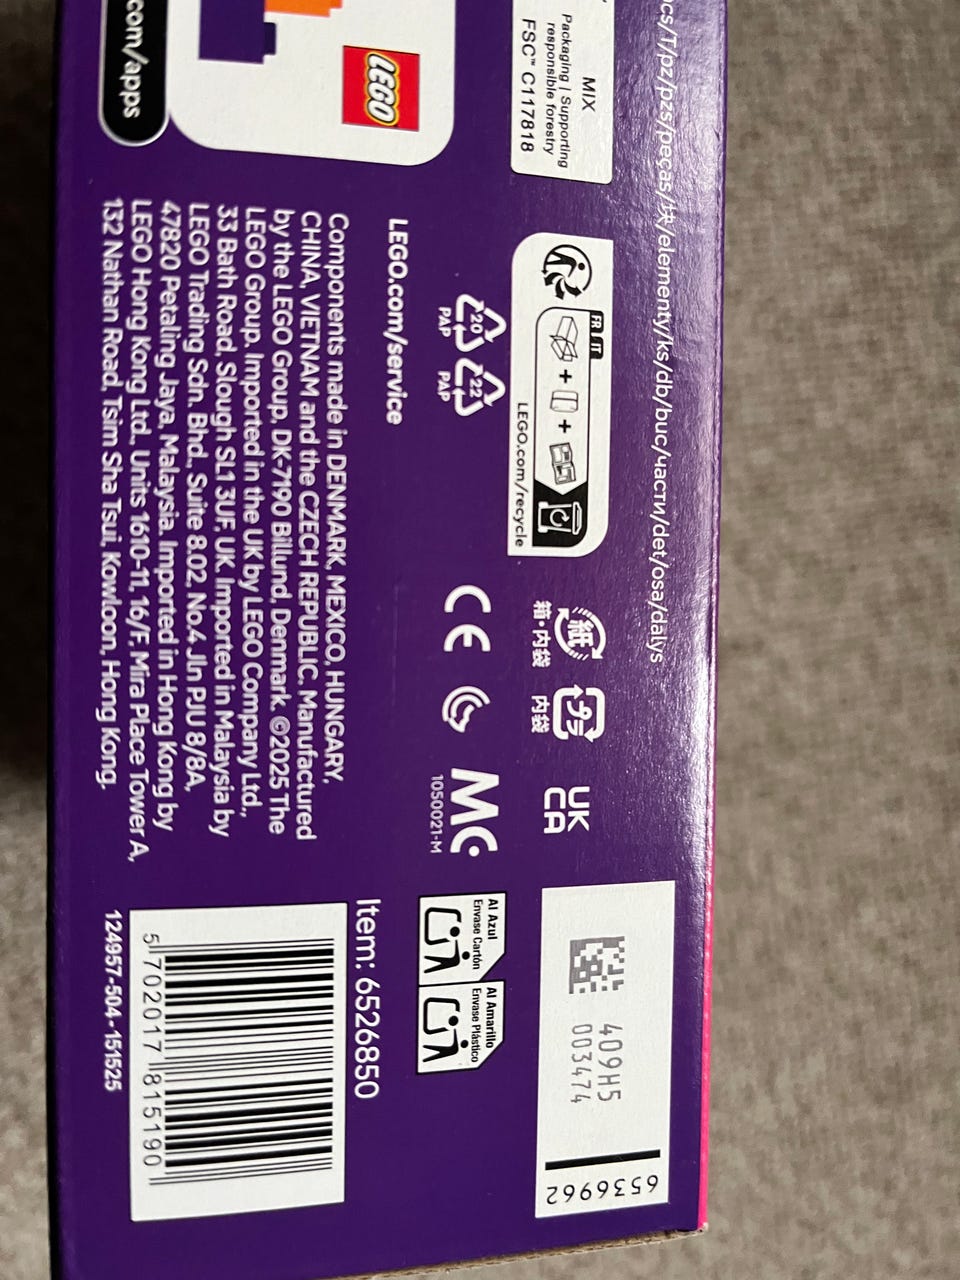 cs/T/pz/pzs/peças/块/elementy/ks/db/buc/части/det/osa/dalys
MIX
Packaging | Supporting
responsible forestry
FSC™ C117818
LEGO
.com/apps
FR IT
+ +
LEGO.com/recycle
20
PAP
22
PAP
LEGO.com/service
紙
箱・内袋
プラ
内袋
UK
CA
CE
MC
1050021-M
Components made in DENMARK, MEXICO, HUNGARY,
CHINA, VIETNAM and the CZECH REPUBLIC. Manufactured
by the LEGO Group, DK-7190 Billund, Denmark. ©2025 The
LEGO Group. Imported in the UK by LEGO Company Ltd.,
33 Bath Road, Slough SL1 3UF, UK. Imported in Malaysia by
LEGO Trading Sdn. Bhd., Suite 8.02, No.4, Jln PJU 8/8A,
47820 Petaling Jaya, Malaysia. Imported in Hong Kong by
LEGO Hong Kong Ltd., Units 1610-11, 16/F, Mira Place Tower A,
132 Nathan Road, Tsim Sha Tsui, Kowloon, Hong Kong.
Al Azul
Envase Cartón
Al Amarillo
Envase Plástico
409H5
003474
6536962
Item: 6526850
5 702017 815190
124957-504-151525